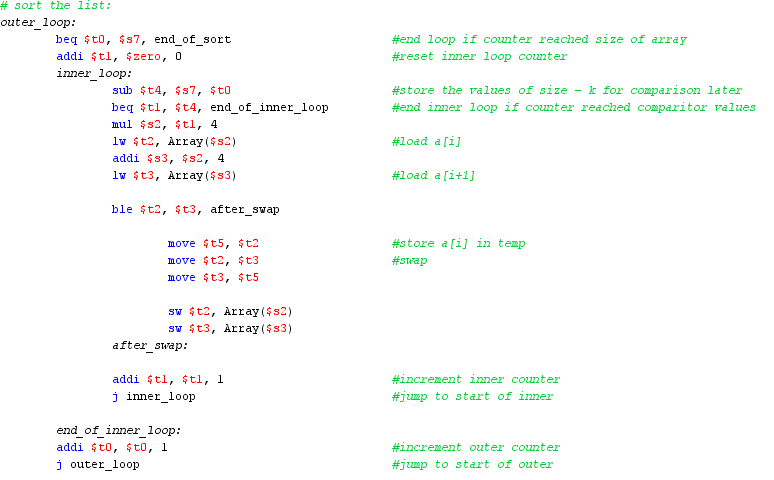 # sort the list:
outer_loop:
beq $t0, $s7, end_of_sort #end loop if counter reached size of array
addi $t1, $zero, 0 #reset inner loop counter
inner_loop:
sub $t4, $s7, $t0 #store the values of size - k for comparison later
beq $t1, $t4, end_of_inner_loop #end inner loop if counter reached comparitor values
mul $s2, $t1, 4
lw $t2, Array($s2) #load a[i]
addi $s3, $s2, 4
lw $t3, Array($s3) #load a[i+1]
ble $t2, $t3, after_swap
move $t5, $t2 #store a[i] in temp
move $t2, $t3 #swap
move $t3, $t5
sw $t2, Array($s2)
sw $t3, Array($s3)
after_swap:
addi $t1, $t1, 1 #increment inner counter
j inner_loop #jump to start of inner
end_of_inner_loop:
addi $t0, $t0, 1 #increment outer counter
j outer_loop #jump to start of outer